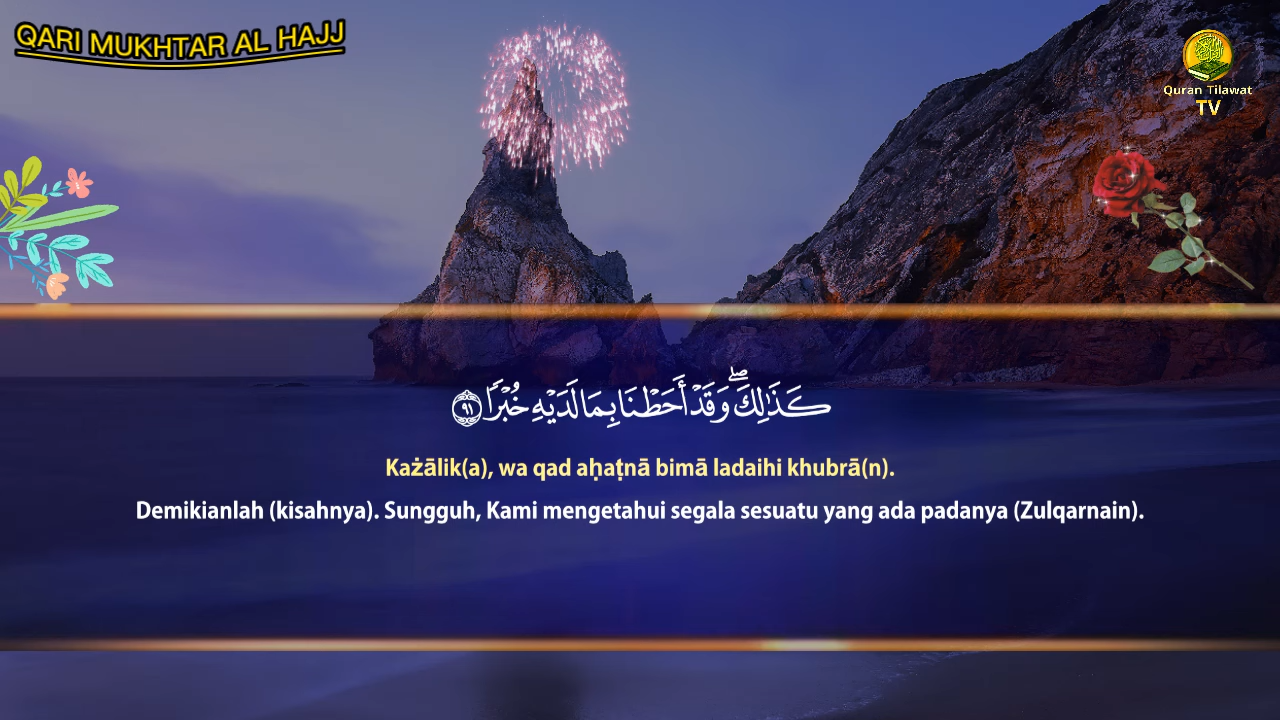 QARI MUKHTAR AL HAJJ
Quran Tilawat
TV
كَذَٰلِكَۖ وَقَدْ أَحَطْنَا بِمَا لَدَيْهِ خُبْرًا ٩١
Każālik(a), wa qad aḥaṭnā bimā ladaihi khubrā(n).
Demikianlah (kisahnya). Sungguh, Kami mengetahui segala sesuatu yang ada padanya (Zulqarnain).